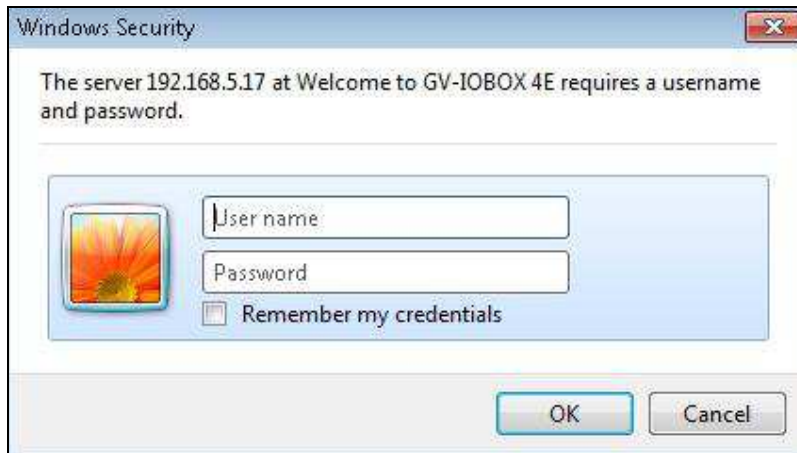 Windows Security
The server 192.168.5.17 at Welcome to GV-IOBOX 4E requires a username
and password.
User name
Password
Remember my credentials
OK
Cancel